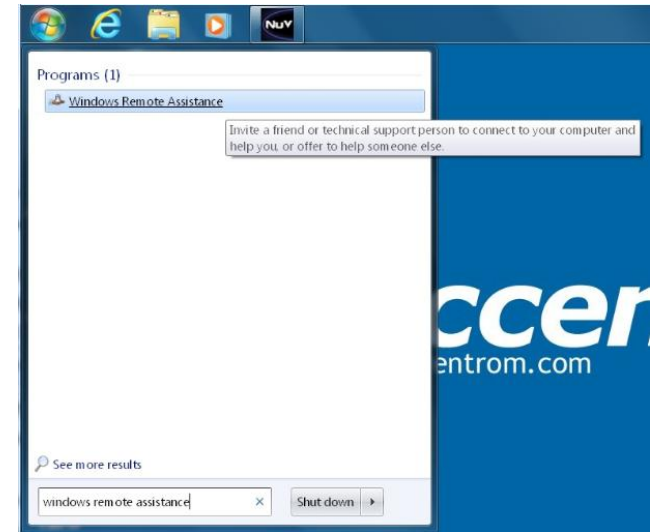 NuV
Programs (1)
Windows Remote Assistance
Invite a friend or technical support person to connect to your computer and
help you, or offer to help someone else.
ccen
entrom.com
See more results
windows remote assistance
Shut down